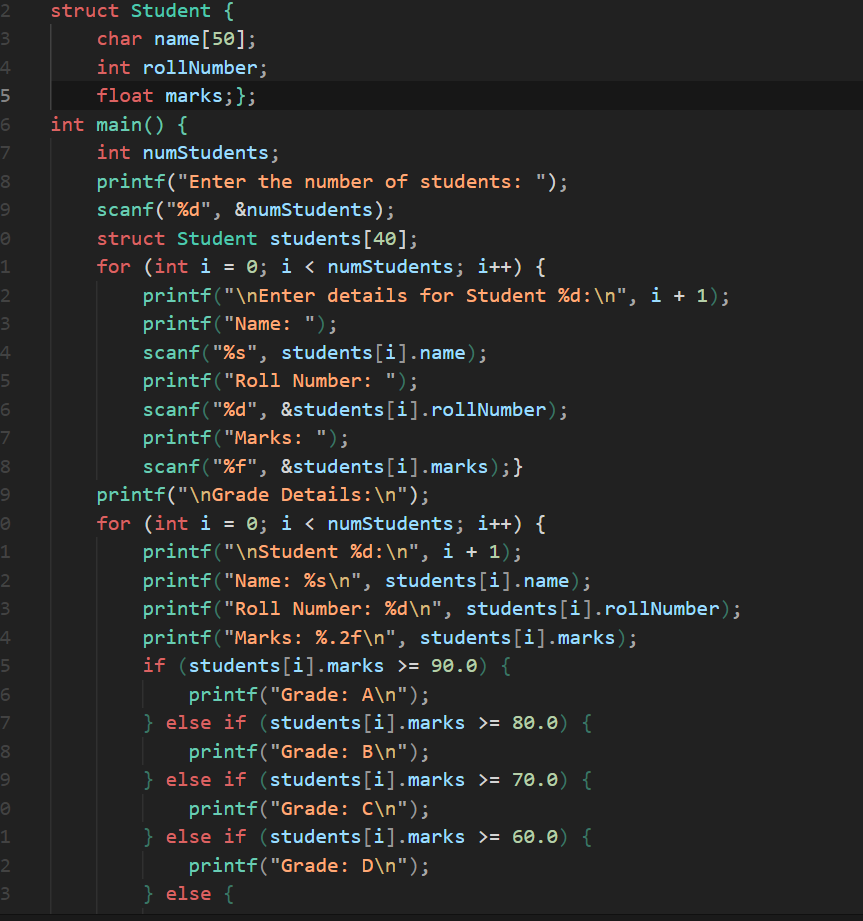 2 struct Student {
3 char name[50];
4 int rollNumber;
5 float marks;};
6 int main() {
7 int numStudents;
8 printf("Enter the number of students: ");
9 scanf("%d", &numStudents);
0 struct Student students[40];
1 for (int i = 0; i < numStudents; i++) {
2 printf("\nEnter details for Student %d:\n", i + 1);
3 printf("Name: ");
4 scanf("%s", students[i].name);
5 printf("Roll Number: ");
6 scanf("%d", &students[i].rollNumber);
7 printf("Marks: ");
8 scanf("%f", &students[i].marks);}
9 printf("\nGrade Details:\n");
0 for (int i = 0; i < numStudents; i++) {
1 printf("\nStudent %d:\n", i + 1);
2 printf("Name: %s\n", students[i].name);
3 printf("Roll Number: %d\n", students[i].rollNumber);
4 printf("Marks: %.2f\n", students[i].marks);
5 if (students[i].marks >= 90.0) {
6 printf("Grade: A\n");
7 } else if (students[i].marks >= 80.0) {
8 printf("Grade: B\n");
9 } else if (students[i].marks >= 70.0) {
0 printf("Grade: C\n");
1 } else if (students[i].marks >= 60.0) {
2 printf("Grade: D\n");
3 } else {